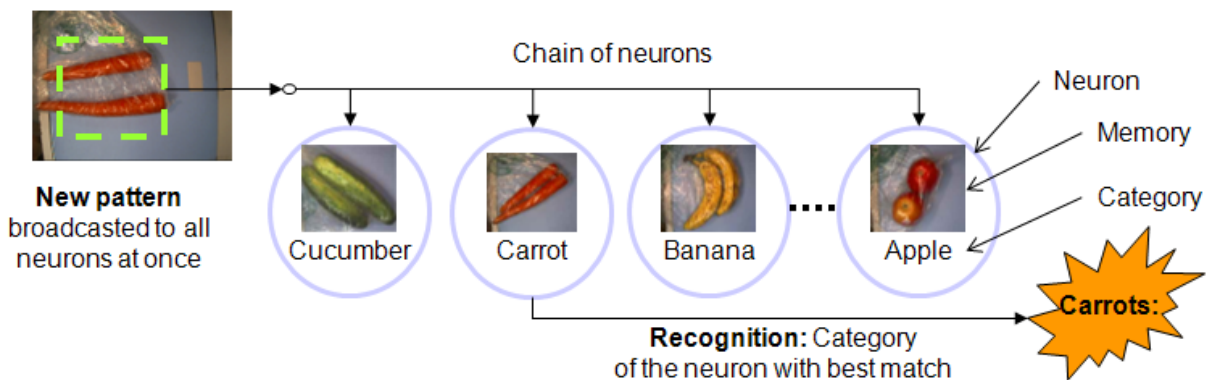 Chain of neurons
Neuron
Memory
Category
New pattern
broadcasted to all
neurons at once
Cucumber
Carrot
Banana
Apple
Carrots:
Recognition: Category
of the neuron with best match